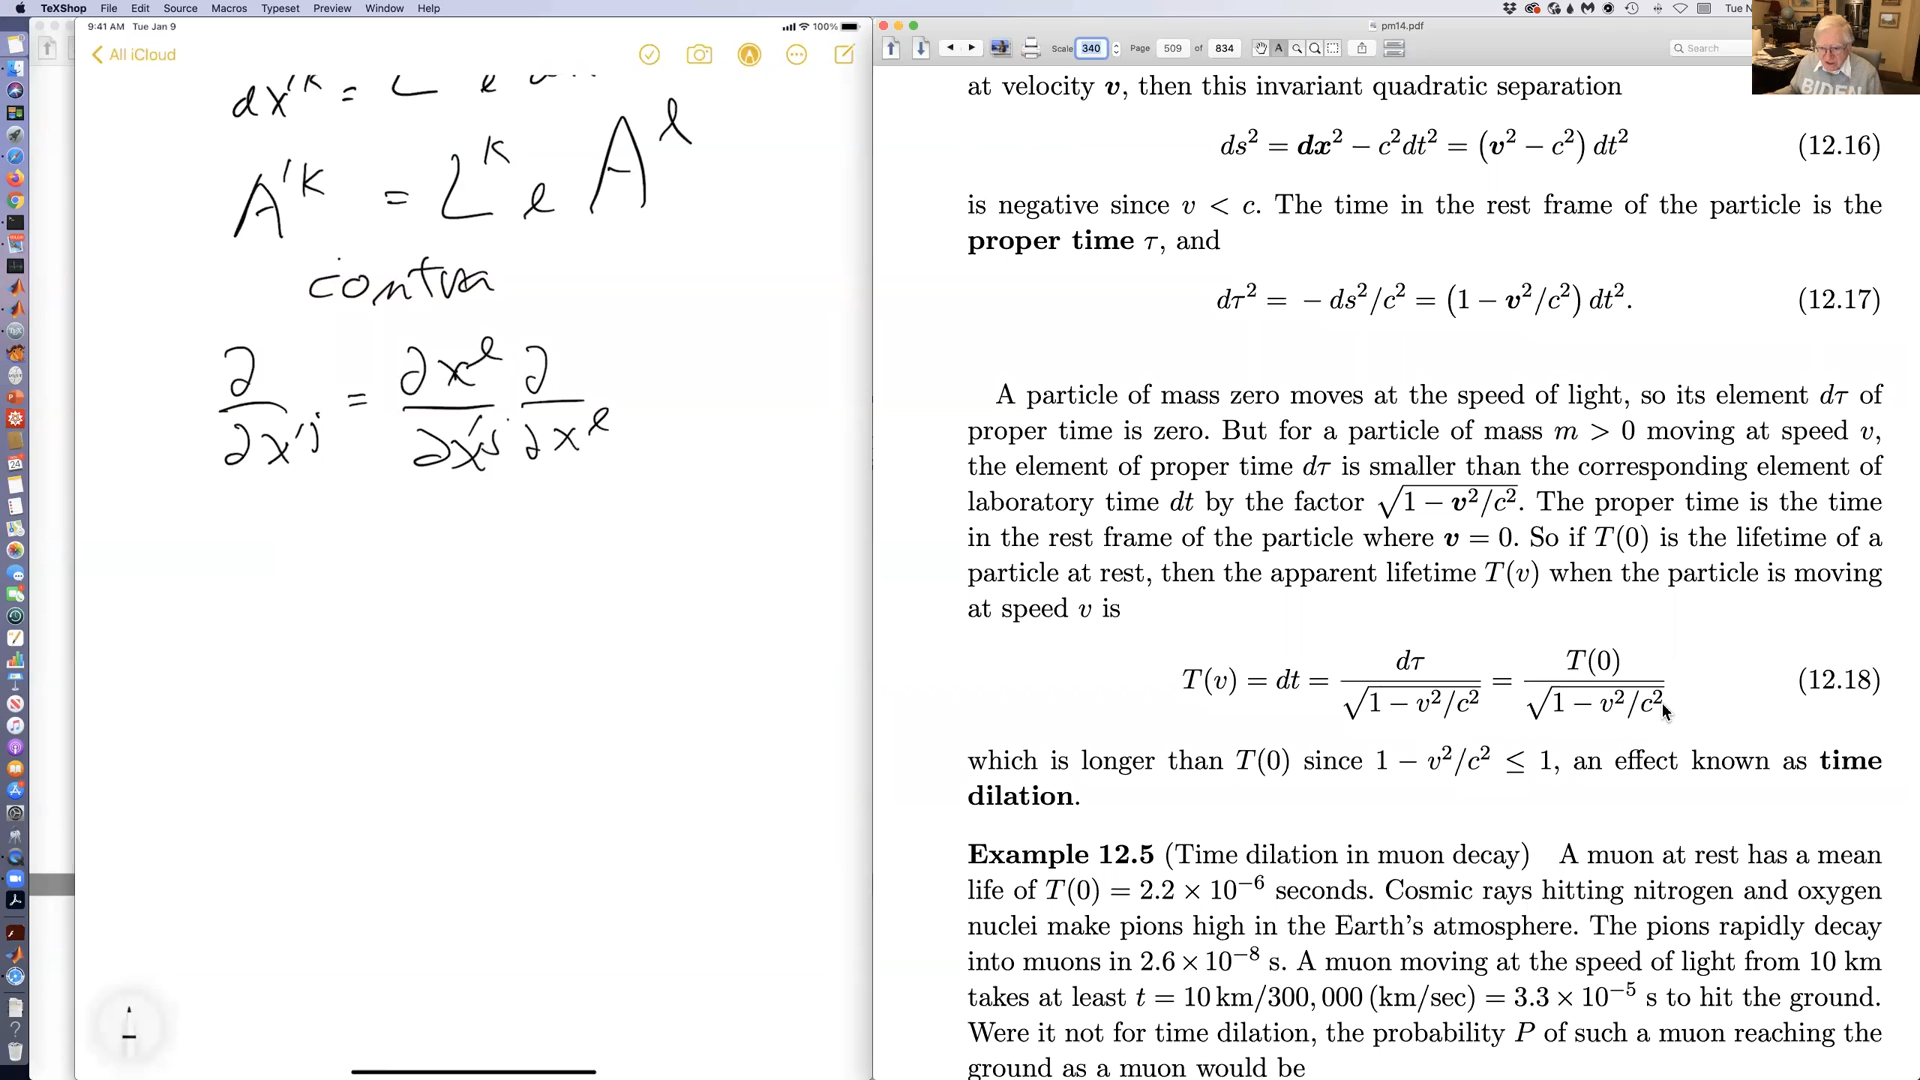 TeXShop File Edit Source Macros Typeset Preview Window Help
Tue N
9:41 AM Tue Jan 9
100%
All iCloud
dx'^k = L
A'^k = L^k_ℓ A^ℓ
contra
∂/∂x'^j = ∂x^ℓ/∂x'^j ∂/∂x^ℓ
pm14.pdf
Scale 340 Page 509 of 834 Search
BIDEN
at velocity v, then this invariant quadratic separation
ds² = dx² − c²dt² = (v² − c²) dt² (12.16)
is negative since v < c. The time in the rest frame of the particle is the
proper time τ, and
dτ² = − ds²/c² = (1 − v²/c²) dt². (12.17)
A particle of mass zero moves at the speed of light, so its element dτ of
proper time is zero. But for a particle of mass m > 0 moving at speed v,
the element of proper time dτ is smaller than the corresponding element of
laboratory time dt by the factor √(1 − v²/c²). The proper time is the time
in the rest frame of the particle where v = 0. So if T(0) is the lifetime of a
particle at rest, then the apparent lifetime T(v) when the particle is moving
at speed v is
T(v) = dt = dτ/√(1 − v²/c²) = T(0)/√(1 − v²/c²) (12.18)
which is longer than T(0) since 1 − v²/c² ≤ 1, an effect known as time
dilation.
Example 12.5 (Time dilation in muon decay) A muon at rest has a mean
life of T(0) = 2.2 × 10⁻⁶ seconds. Cosmic rays hitting nitrogen and oxygen
nuclei make pions high in the Earth's atmosphere. The pions rapidly decay
into muons in 2.6 × 10⁻⁸ s. A muon moving at the speed of light from 10 km
takes at least t = 10 km/300, 000 (km/sec) = 3.3 × 10⁻⁵ s to hit the ground.
Were it not for time dilation, the probability P of such a muon reaching the
ground as a muon would be